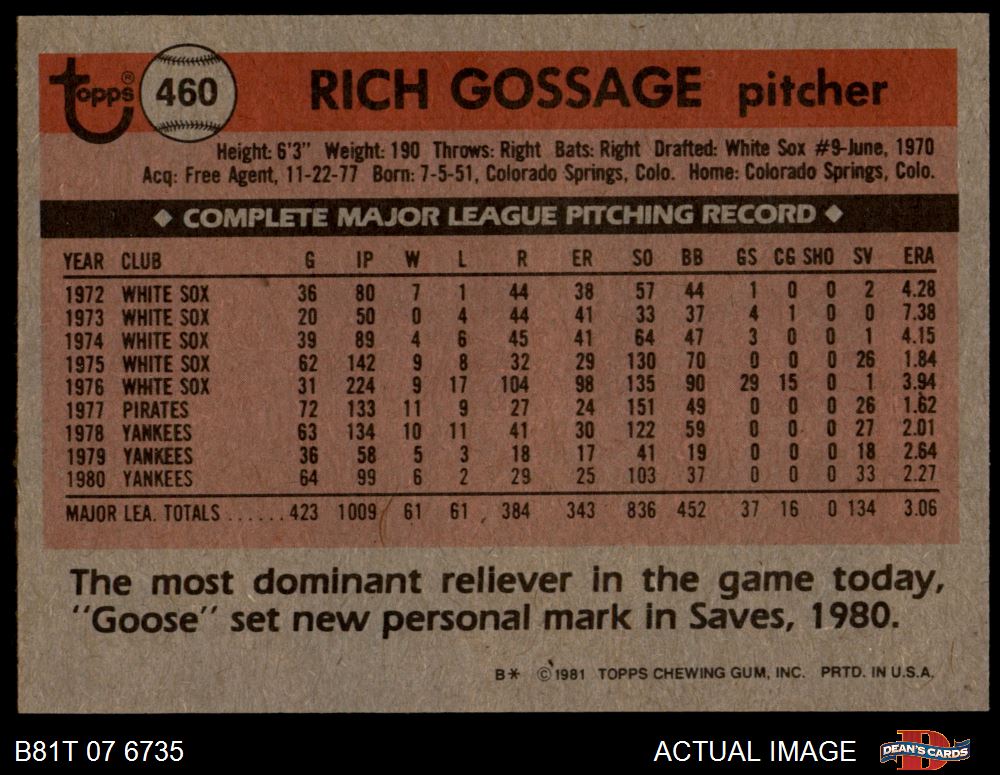 topps® 460 RICH GOSSAGE pitcher
Height: 6'3" Weight: 190 Throws: Right Bats: Right Drafted: White Sox #9-June, 1970
Acq: Free Agent, 11-22-77 Born: 7-5-51, Colorado Springs, Colo. Home: Colorado Springs, Colo.
◆ COMPLETE MAJOR LEAGUE PITCHING RECORD ◆
YEAR CLUB G IP W L R ER SO BB GS CG SHO SV ERA
1972 WHITE SOX 36 80 7 1 44 38 57 44 1 0 0 2 4.28
1973 WHITE SOX 20 50 0 4 44 41 33 37 4 1 0 0 7.38
1974 WHITE SOX 39 89 4 6 45 41 64 47 3 0 0 1 4.15
1975 WHITE SOX 62 142 9 8 32 29 130 70 0 0 0 26 1.84
1976 WHITE SOX 31 224 9 17 104 98 135 90 29 15 0 1 3.94
1977 PIRATES 72 133 11 9 27 24 151 49 0 0 0 26 1.62
1978 YANKEES 63 134 10 11 41 30 122 59 0 0 0 27 2.01
1979 YANKEES 36 58 5 3 18 17 41 19 0 0 0 18 2.64
1980 YANKEES 64 99 6 2 29 25 103 37 0 0 0 33 2.27
MAJOR LEA. TOTALS ......423 1009 61 61 384 343 836 452 37 16 0 134 3.06
The most dominant reliever in the game today,
"Goose" set new personal mark in Saves, 1980.
B* ©1981 TOPPS CHEWING GUM, INC. PRTD. IN U.S.A.
B81T 07 6735 ACTUAL IMAGE DEAN'S CARDS